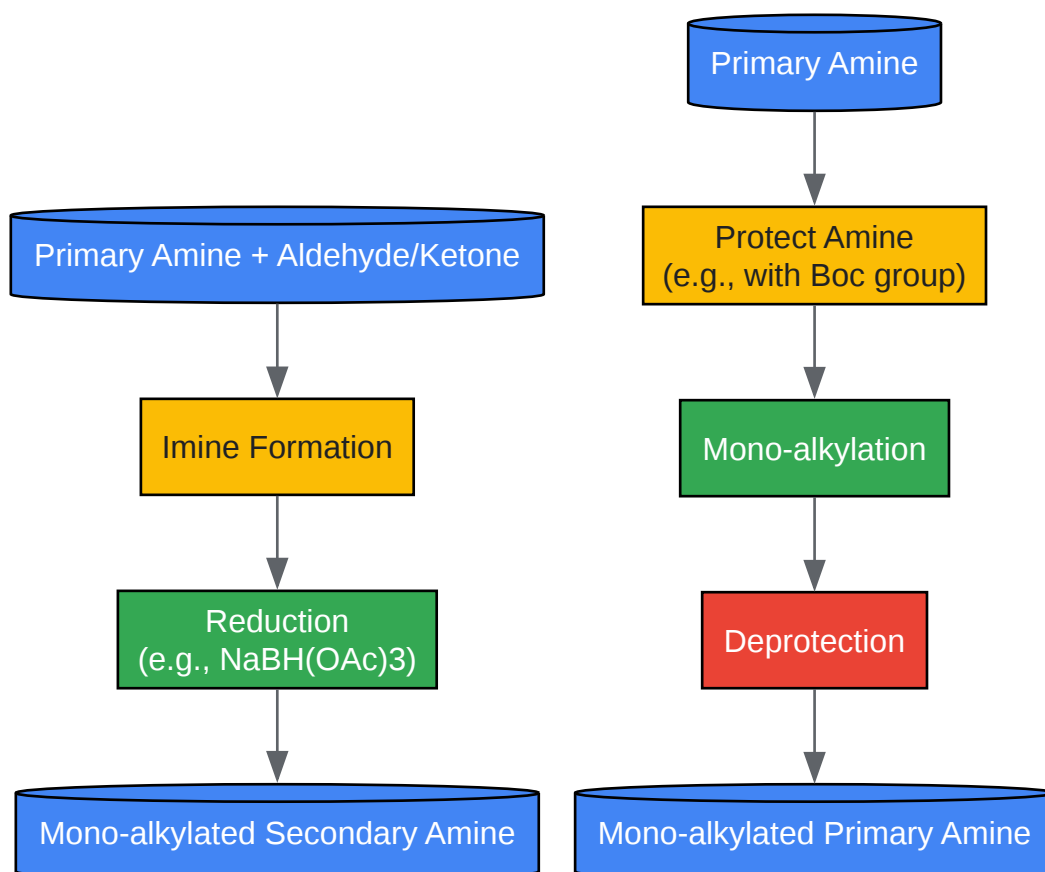 Primary Amine + Aldehyde/Ketone
Imine Formation
Reduction
(e.g., NaBH(OAc)3)
Mono-alkylated Secondary Amine
Primary Amine
Protect Amine
(e.g., with Boc group)
Mono-alkylation
Deprotection
Mono-alkylated Primary Amine